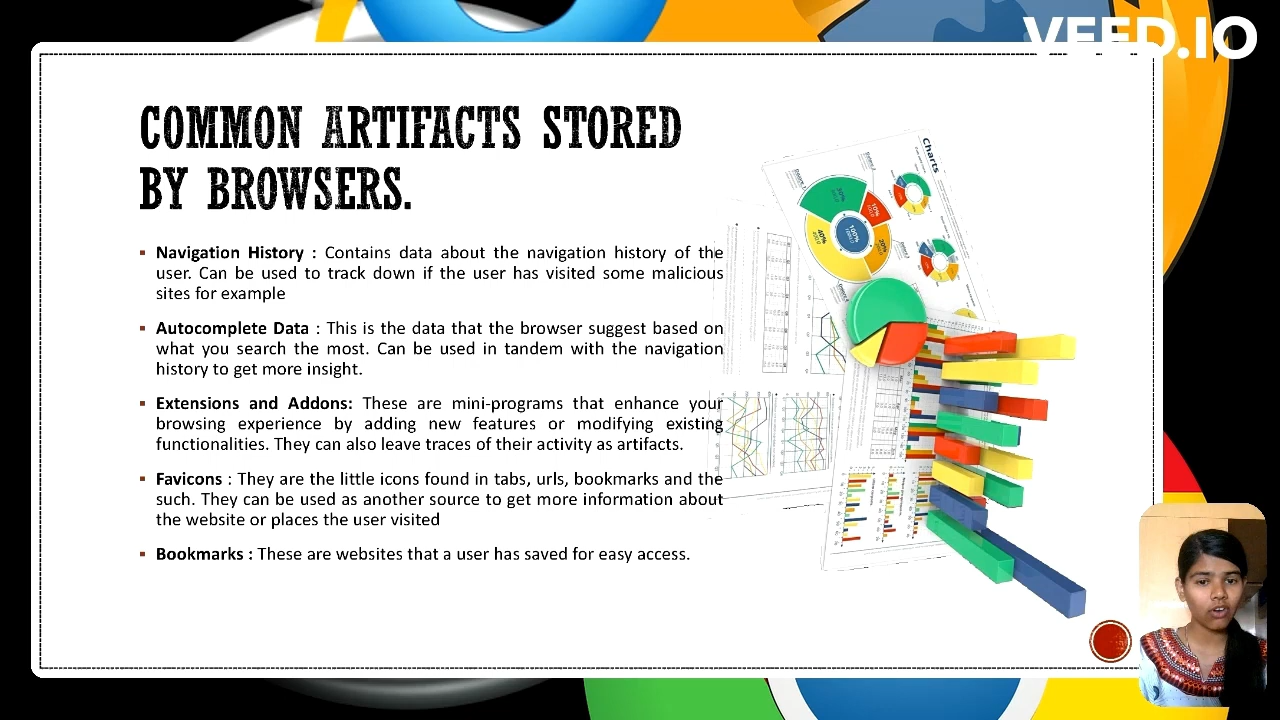 VEED.IO
COMMON ARTIFACTS STORED
BY BROWSERS.
▪ Navigation History : Contains data about the navigation history of the
user. Can be used to track down if the user has visited some malicious
sites for example
▪ Autocomplete Data : This is the data that the browser suggest based on
what you search the most. Can be used in tandem with the navigation
history to get more insight.
▪ Extensions and Addons: These are mini-programs that enhance your
browsing experience by adding new features or modifying existing
functionalities. They can also leave traces of their activity as artifacts.
▪ Favicons : They are the little icons found in tabs, urls, bookmarks and the
such. They can be used as another source to get more information about
the website or places the user visited
▪ Bookmarks : These are websites that a user has saved for easy access.
Charts
30%
10%
40%
100%